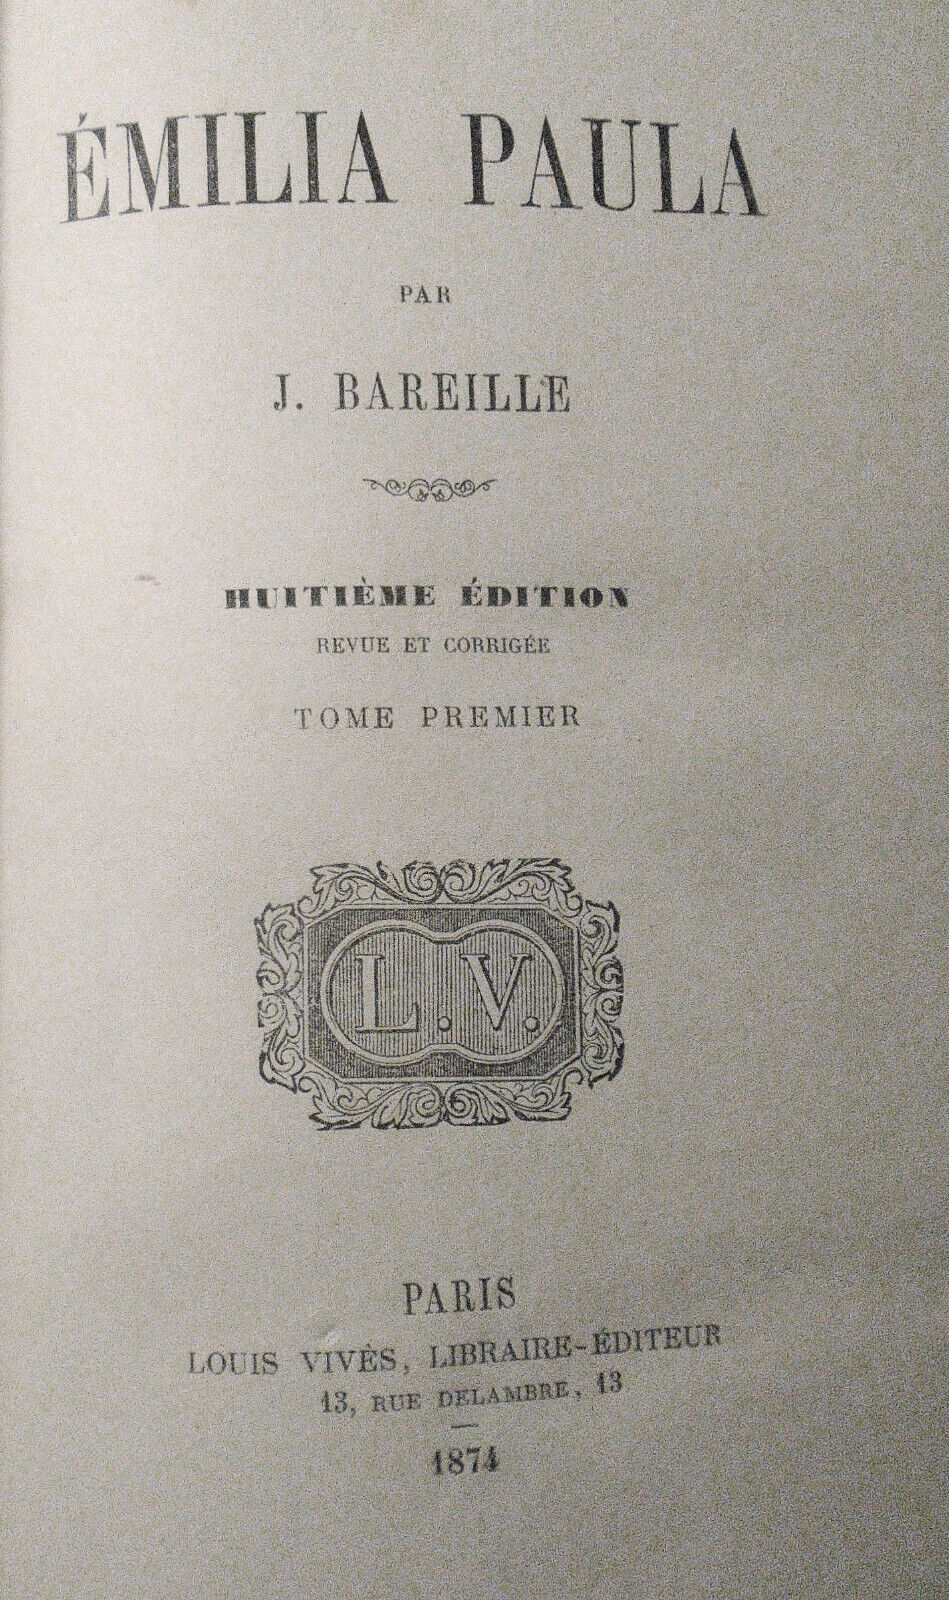 ÉMILIA PAULA
PAR
J. BAREILLE
HUITIÈME ÉDITION
REVUE ET CORRIGÉE
TOME PREMIER
L. V.
PARIS
LOUIS VIVÈS, LIBRAIRE-ÉDITEUR
13, RUE DELAMBRE, 13
1874